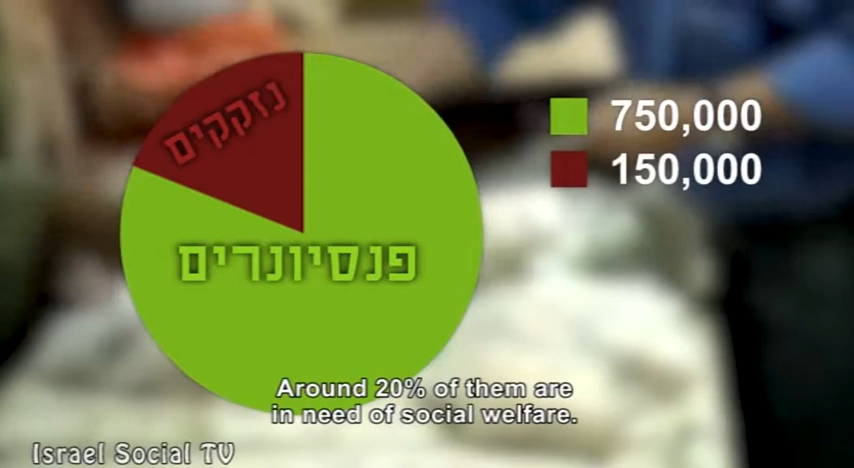 נזקקים
פנסיונרים
750,000
150,000
Around 20% of them are
in need of social welfare.
Israel Social TV